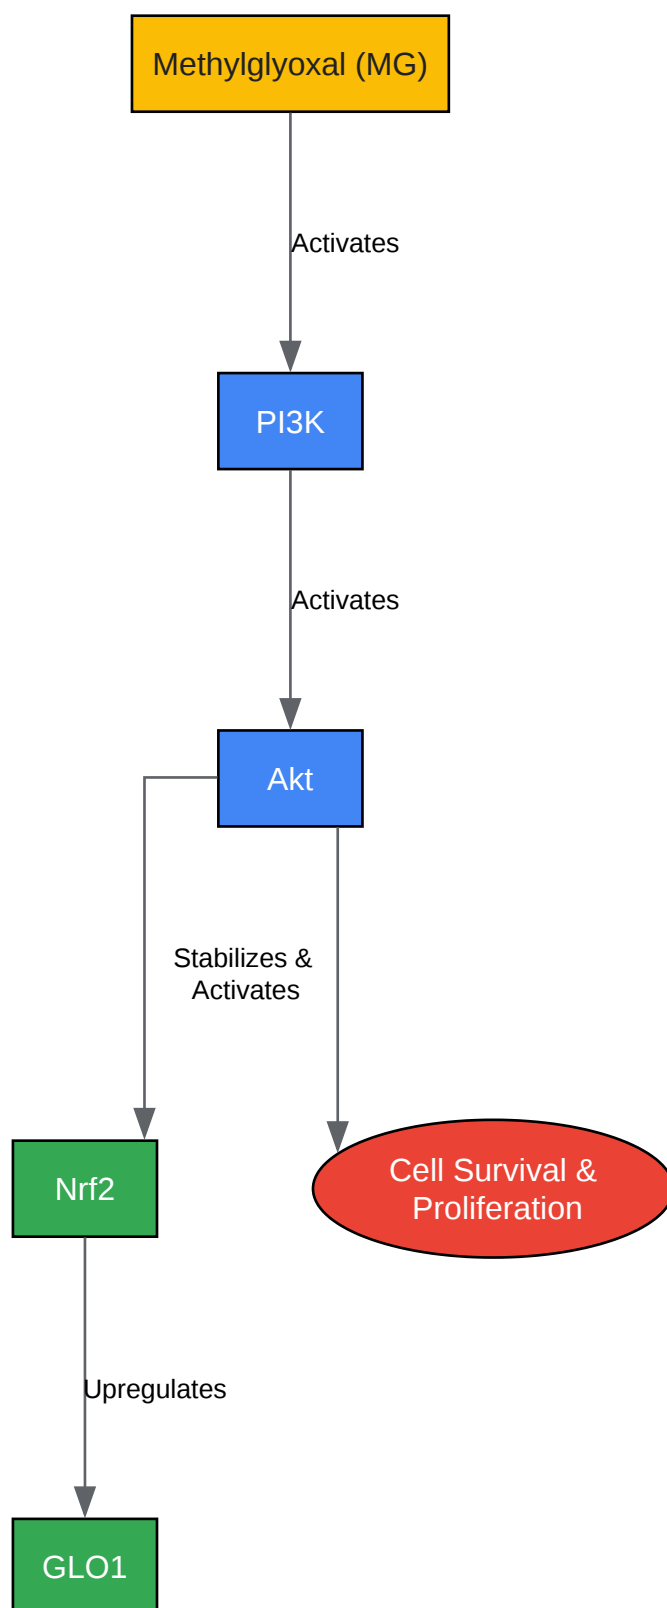 Methylglyoxal (MG)
Activates
PI3K
Activates
Akt
Stabilizes &
Activates
Nrf2
Cell Survival &
Proliferation
Upregulates
GLO1